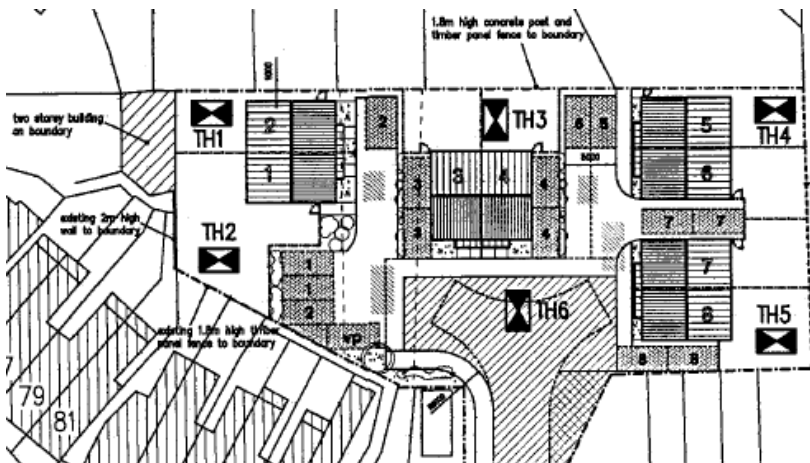 1.8m high concrete post and
timber panel fence to boundary
two storey building
on boundary
TH1
2
1
2
TH3
6
5
5
TH4
3
4
3
4
6
existing 2m high
wall to boundary
TH2
3
4
7
7
1
1
2
7
8
TH6
TH5
existing 1.8m high timber
panel fence to boundary
vp
8
8
79
81